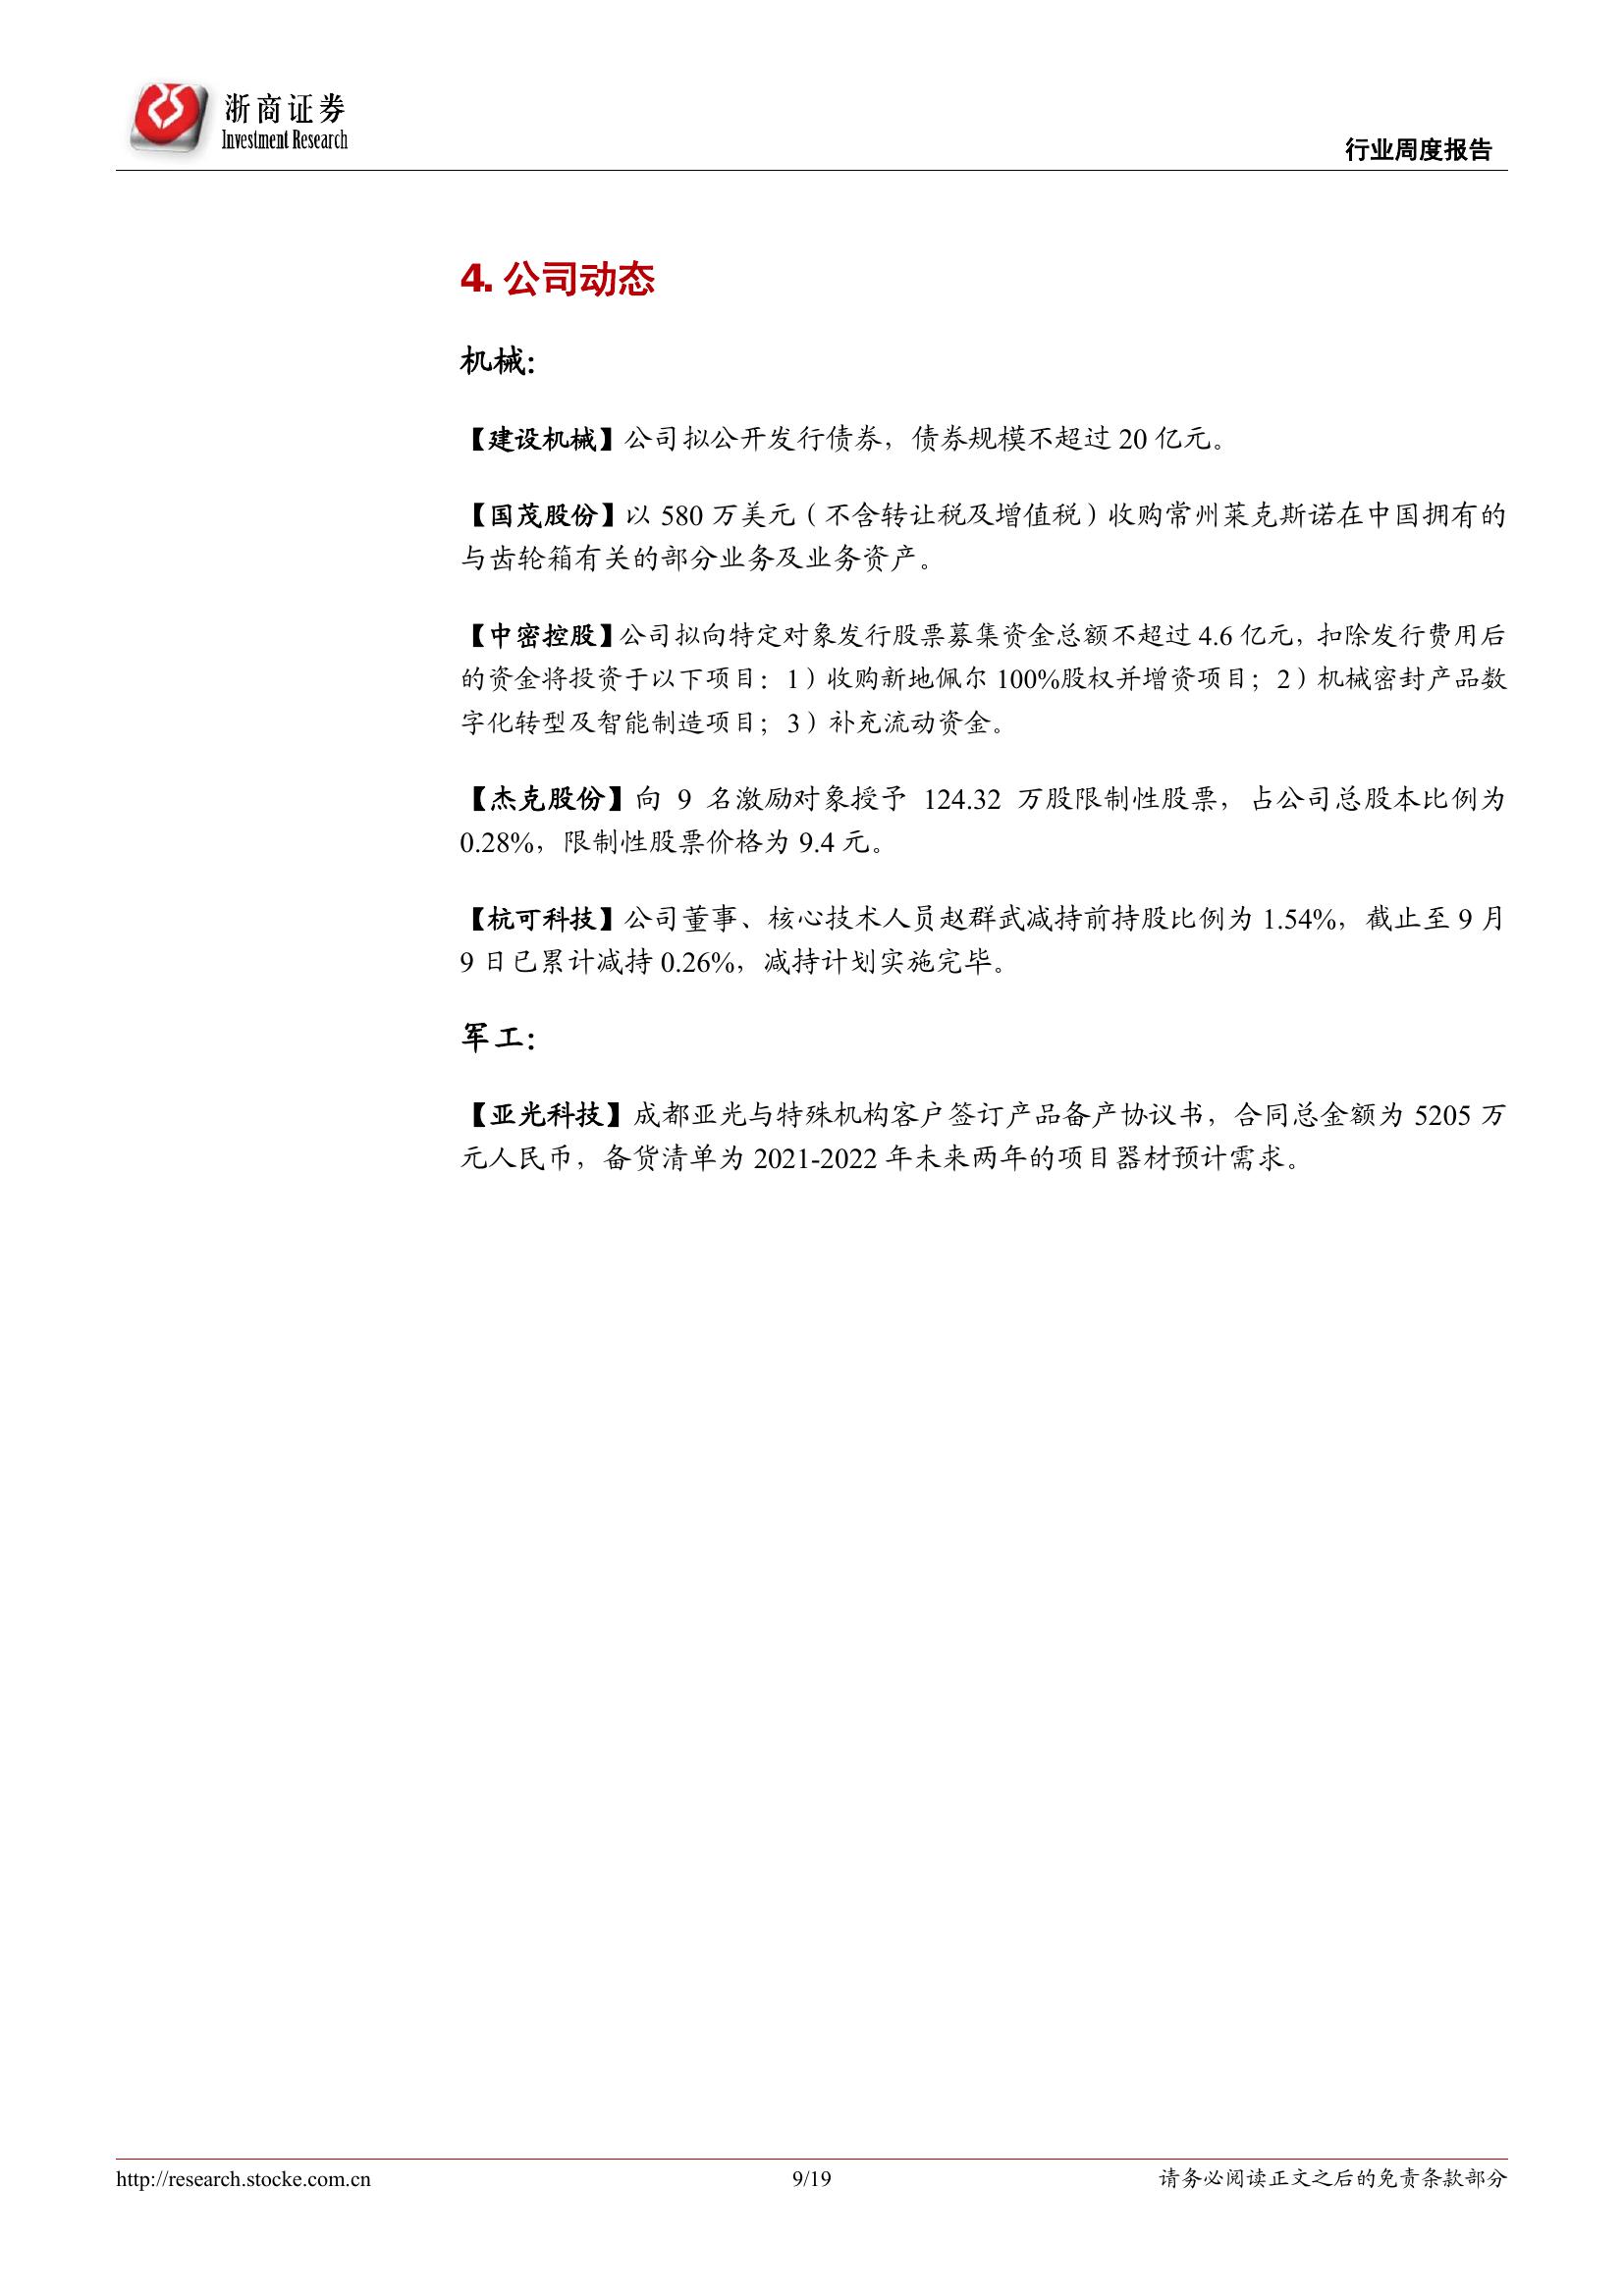 浙商证券
Investment Research
行业周度报告
4. 公司动态
机械：
【建设机械】公司拟公开发行债券，债券规模不超过 20 亿元。
【国茂股份】以 580 万美元（不含转让税及增值税）收购常州莱克斯诺在中国拥有的
与齿轮箱有关的部分业务及业务资产。
【中密控股】公司拟向特定对象发行股票募集资金总额不超过 4.6 亿元，扣除发行费用后
的资金将投资于以下项目：1）收购新地佩尔 100%股权并增资项目；2）机械密封产品数
字化转型及智能制造项目；3）补充流动资金。
【杰克股份】向 9 名激励对象授予 124.32 万股限制性股票，占公司总股本比例为
0.28%，限制性股票价格为 9.4 元。
【杭可科技】公司董事、核心技术人员赵群武减持前持股比例为 1.54%，截止至 9 月
9 日已累计减持 0.26%，减持计划实施完毕。
军工：
【亚光科技】成都亚光与特殊机构客户签订产品备产协议书，合同总金额为 5205 万
元人民币，备货清单为 2021-2022 年未来两年的项目器材预计需求。
http://research.stocke.com.cn
9/19
请务必阅读正文之后的免责条款部分